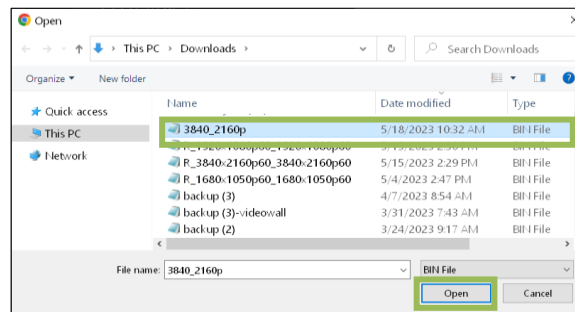 Open
This PC > Downloads >
Search Downloads
Organize
New folder
Name
Date modified
Type
Quick access
This PC
Network
3840_2160p 5/18/2023 10:32 AM BIN File
R_3840x2160p60_3840x2160p60 5/15/2023 2:29 PM BIN File
R_1680x1050p60_1680x1050p60 5/4/2023 2:47 PM BIN File
backup (3) 4/7/2023 8:54 AM BIN File
backup (3)-videowall 3/31/2023 7:43 AM BIN File
backup (2) 3/24/2023 9:17 AM BIN File
File name: 3840_2160p
BIN File
Open
Cancel